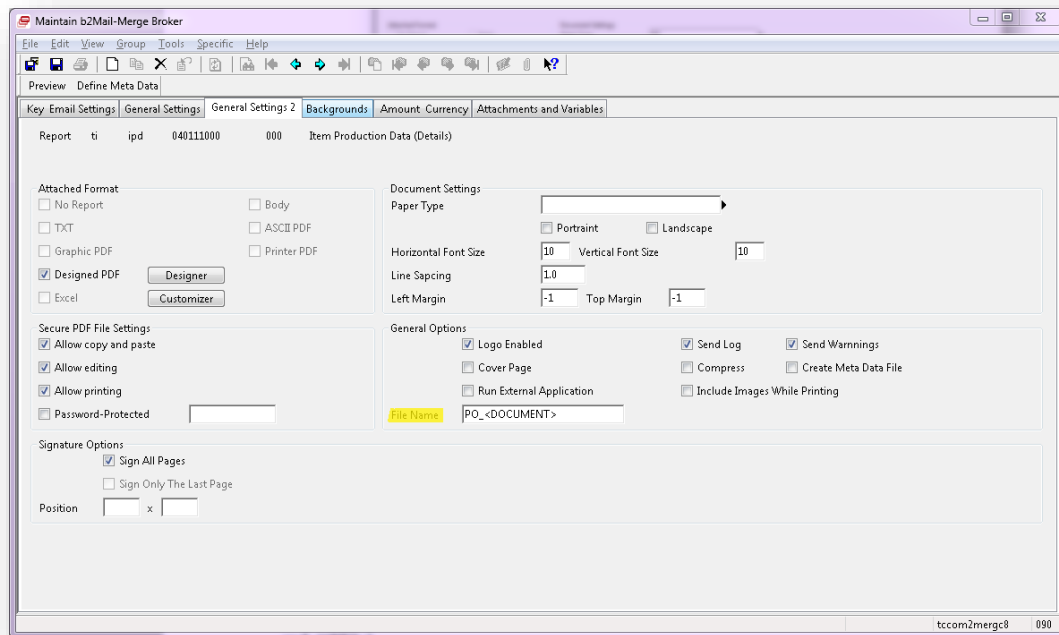 Maintain b2Mail-Merge Broker
File Edit View Group Tools Specific Help
Preview Define Meta Data
Key Email Settings General Settings General Settings 2 Backgrounds Amount Currency Attachments and Variables
Report ti ipd 040111000 000 Item Production Data (Details)
Attached Format
No Report Body
TXT ASCII PDF
Graphic PDF Printer PDF
Designed PDF Designer
Excel Customizer
Document Settings
Paper Type
Portraint Landscape
Horizontal Font Size 10 Vertical Font Size 10
Line Sapcing 1.0
Left Margin -1 Top Margin -1
Secure PDF File Settings
Allow copy and paste
Allow editing
Allow printing
Password-Protected
General Options
Logo Enabled Send Log Send Warnnings
Cover Page Compress Create Meta Data File
Run External Application Include Images While Printing
File Name PO_<DOCUMENT>
Signature Options
Sign All Pages
Sign Only The Last Page
Position x
tccom2mergc8 090